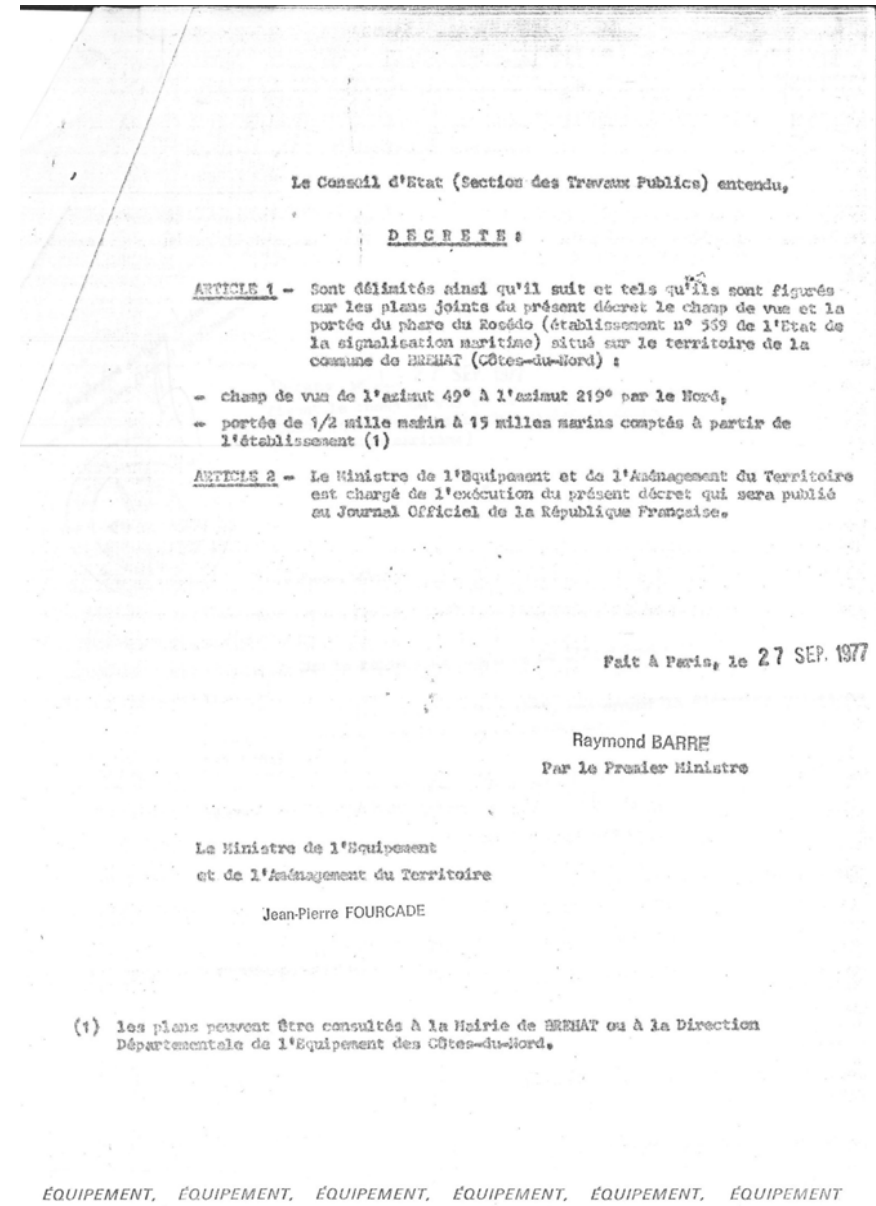 Le Conseil d'Etat (Section des Travaux Publics) entendu,
DECRETE :
ARTICLE 1 - Sont délimités ainsi qu'il suit et tels qu'ils sont figurés
sur les plans joints du présent décret le champ de vue et la
portée du phare du Rosédo (établissement n° 559 de l'Etat de
la signalisation maritime) situé sur le territoire de la
commune de BREHAT (Côtes-du-Nord) :
- champ de vue de l'azimut 49° à l'azimut 219° par le Nord,
- portée de 1/2 mille marin à 15 milles marins comptés à partir de
l'établissement (1)
ARTICLE 2 - Le Ministre de l'Equipement et de l'Aménagement du Territoire
est chargé de l'exécution du présent décret qui sera publié
au Journal Officiel de la République Française.
Fait à Paris, le 27 SEP. 1977
Raymond BARRE
Par le Premier Ministre
Le Ministre de l'Equipement
et de l'Aménagement du Territoire
Jean-Pierre FOURCADE
(1) les plans peuvent être consultés à la Mairie de BREHAT ou à la Direction
Départementale de l'Equipement des Côtes-du-Nord.
ÉQUIPEMENT, ÉQUIPEMENT, ÉQUIPEMENT, ÉQUIPEMENT, ÉQUIPEMENT, ÉQUIPEMENT